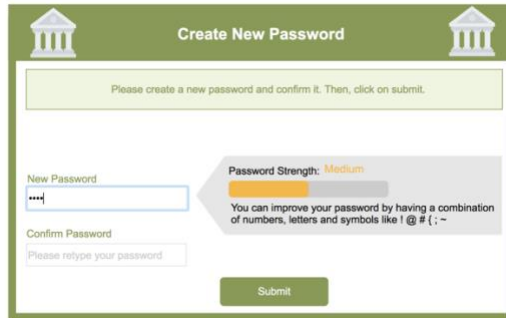 Create New Password
Please create a new password and confirm it. Then, click on submit.
Password Strength: Medium
New Password
••••
You can improve your password by having a combination
of numbers, letters and symbols like ! @ # { ; ~
Confirm Password
Please retype your password
Submit